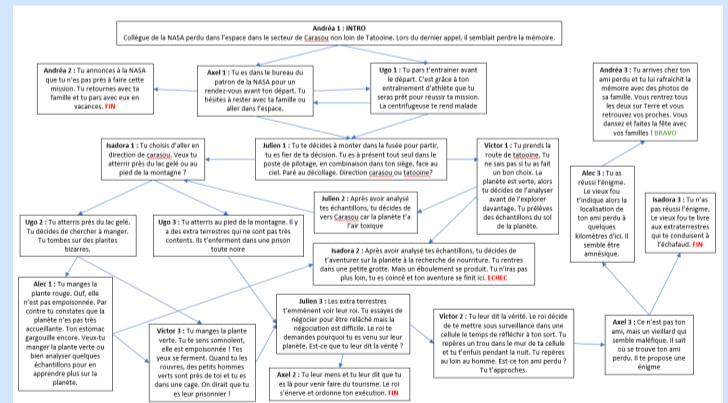 Andréa 1 : INTRO
Collègue de la NASA perdu dans l'espace dans le secteur de Carasou non loin de Tatooine. Lors du dernier appel, il semblait perdre la mémoire.
Andréa 2 : Tu annonces à la NASA
que tu n'es pas prés à faire cette
mission. Tu retournes avec ta
famille et tu pars avec eux en
vacances. FIN
Axel 1 : Tu es dans le bureau du
patron de la NASA pour un
rendez-vous avant ton départ. Tu
hésites à rester avec ta famille ou
aller dans l'espace.
Ugo 1 : Tu pars t'entrainer avant
le départ. C'est grâce à ton
entraînement d'athlète que tu
seras prêt pour réussir ta mission.
La centrifugeuse te rend malade
Andréa 3 : Tu arrives chez ton
ami perdu et tu lui rafraichit la
mémoire avec des photos de
sa famille. Vous rentrez tous
les deux sur Terre et vous
retrouvez vos proches. Vous
dansez et faites la fête avec
vos familles ! BRAVO
Isadora 1 : Tu choisis d'aller en
direction de carasou. Veux tu
atterrir prés du lac gelé ou au
pied de la montagne ?
Julien 1 : Tu te décides à monter dans la fusée pour partir,
tu es fier de ta décision. Tu es à présent tout seul dans le
poste de pilotage, en combinaison dans ton siège, face au
ciel. Paré au décollage. Direction carasou ou tatooine?
Victor 1 : Tu prends la
route de tatooine. Tu
ne sais pas si tu as fait
un bon choix. La
planète est verte, alors
tu décides de l'analyser
avant de l'explorer
davantage. Tu prélèves
des échantillons du sol
de la planète.
Alec 3 : Tu as
réussi l'énigme.
Le vieux fou
t'indique alors la
localisation de
ton ami perdu à
quelques
kilomètres d'ici. Il
semble être
amnésique.
Isadora 3 : Tu n'as
pas réussi l'énigme.
Le vieux fou te livre
aux extraterrestres
qui te conduisent à
l'échafaud. FIN
Julien 2 : Après avoir analysé
tes échantillons, tu décides de
vers Carasou car la planète t'a
l'air toxique
Ugo 2 : Tu atterris prés du lac gelé.
Tu décides de chercher à manger.
Tu tombes sur des plantes
bizarres.
Ugo 3 : Tu atterris au pied de la montagne. Il y
a des extra terrestres qui ne sont pas très
contents. Ils t'enferment dans une prison
toute noire
Isadora 2 : Après avoir analysé tes échantillons, tu décides de
t'aventurer sur la planète à la recherche de nourriture. Tu rentres
dans une petite grotte. Mais un éboulement se produit. Tu n'iras pas
plus loin, tu es coincé et ton aventure se finit ici. ECHEC
Alec 1 : Tu manges la
plante rouge. Ouf, elle
n'est pas empoisonnée. Par
contre tu constates que la
planète n'es pas très
accueillante. Ton estomac
gargouille encore. Veux-tu
manger la plante verte ou
bien analyser quelques
échantillons pour en
apprendre plus sur la
planète.
Victor 3 : Tu manges la plante
verte. Tu te sens somnolent,
elle est empoisonnée ! Tes
yeux se ferment. Quand tu les
rouvres, des petits hommes
verts sont près de toi et tu es
dans une cage. On dirait que tu
es leur prisonnier !
Julien 3 : Les extra terrestres
t'emmènent voir leur roi. Tu essayes de
négocier pour être relâché mais la
négociation est difficile. Le roi te
demandes pourquoi tu es venu sur leur
planète. Est-ce que tu leur dit la vérité ?
Axel 2 : Tu leur mens et tu leur dit que tu
es là pour venir faire du tourisme. Le roi
s'énerve et ordonne ton exécution. FIN
Victor 2 : Tu leur dit la vérité. Le roi décide
de te mettre sous surveillance dans une
cellule le temps de réfléchir à ton sort. Tu
repères un trou dans le mur de ta cellule
et tu t'enfuis pendant la nuit. Tu repères
au loin au homme. Est-ce ton ami perdu ?
Tu t'approches.
Axel 3 : Ce n'est pas ton
ami, mais un vieillard qui
semble maléfique. Il sait
où se trouve ton ami
perdu. Il te propose une
énigme